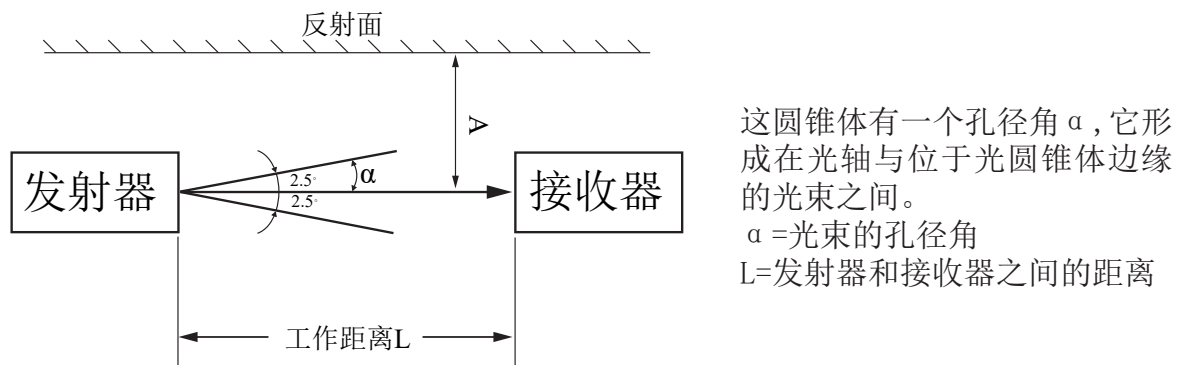 反射面
A
发射器
2.5°
α
2.5°
接收器
工作距离L
这圆锥体有一个孔径角α,它形
成在光轴与位于光圆锥体边缘
的光束之间。
α=光束的孔径角
L=发射器和接收器之间的距离